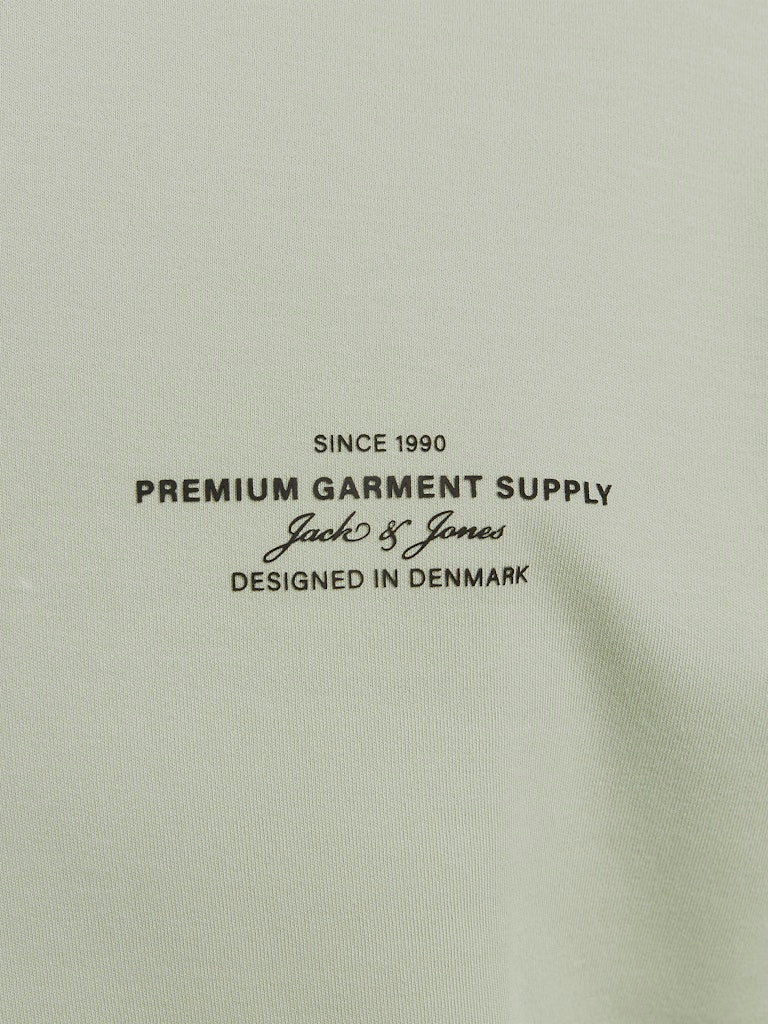 SINCE 1990
PREMIUM GARMENT SUPPLY
Jack & Jones
DESIGNED IN DENMARK